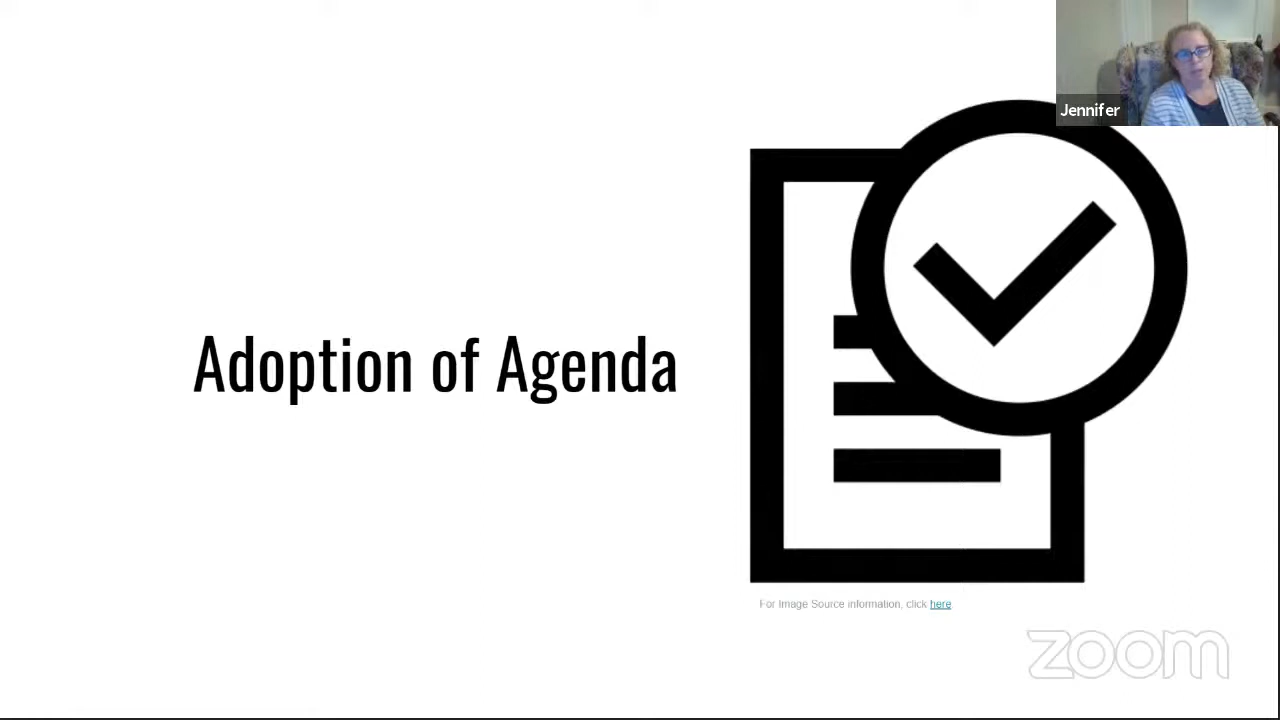 Jennifer
Adoption of Agenda
For Image Source information, click here
zoom